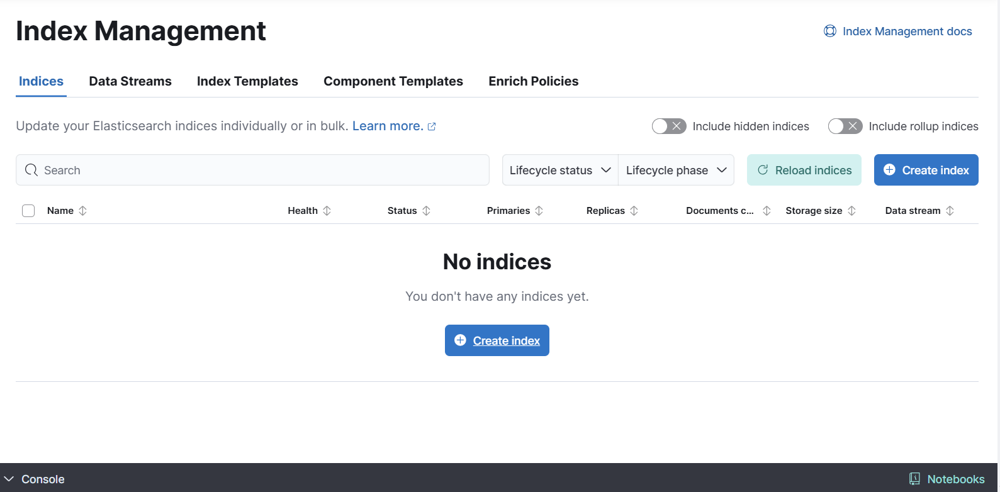 Index Management
Index Management docs
Indices Data Streams Index Templates Component Templates Enrich Policies
Update your Elasticsearch indices individually or in bulk. Learn more.
Include hidden indices Include rollup indices
Search Lifecycle status Lifecycle phase Reload indices Create index
Name Health Status Primaries Replicas Documents c... Storage size Data stream
No indices
You don't have any indices yet.
Create index
Console Notebooks